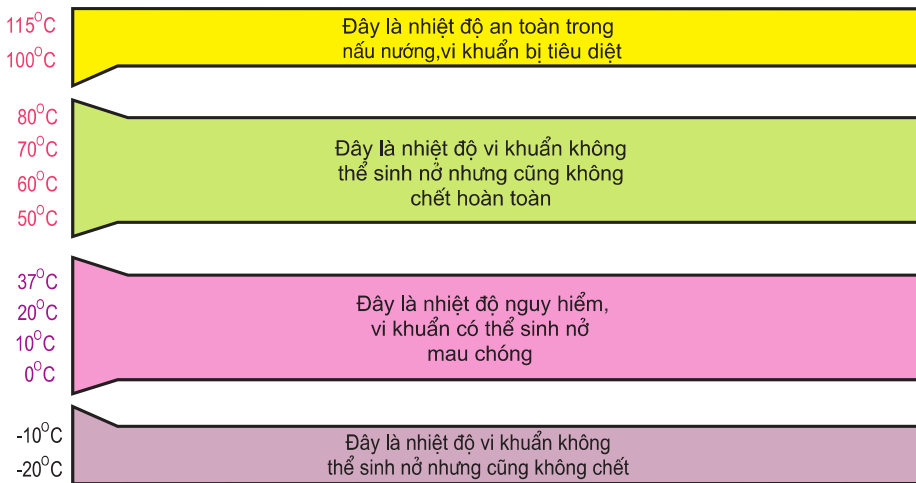 115°C
Đây là nhiệt độ an toàn trong
nấu nướng,vi khuẩn bị tiêu diệt
100°C
80°C
70°C
60°C
50°C
Đây là nhiệt độ vi khuẩn không
thể sinh nở nhưng cũng không
chết hoàn toàn
37°C
20°C
10°C
0°C
Đây là nhiệt độ nguy hiểm,
vi khuẩn có thể sinh nở
mau chóng
-10°C
-20°C
Đây là nhiệt độ vi khuẩn không
thể sinh nở nhưng cũng không chết